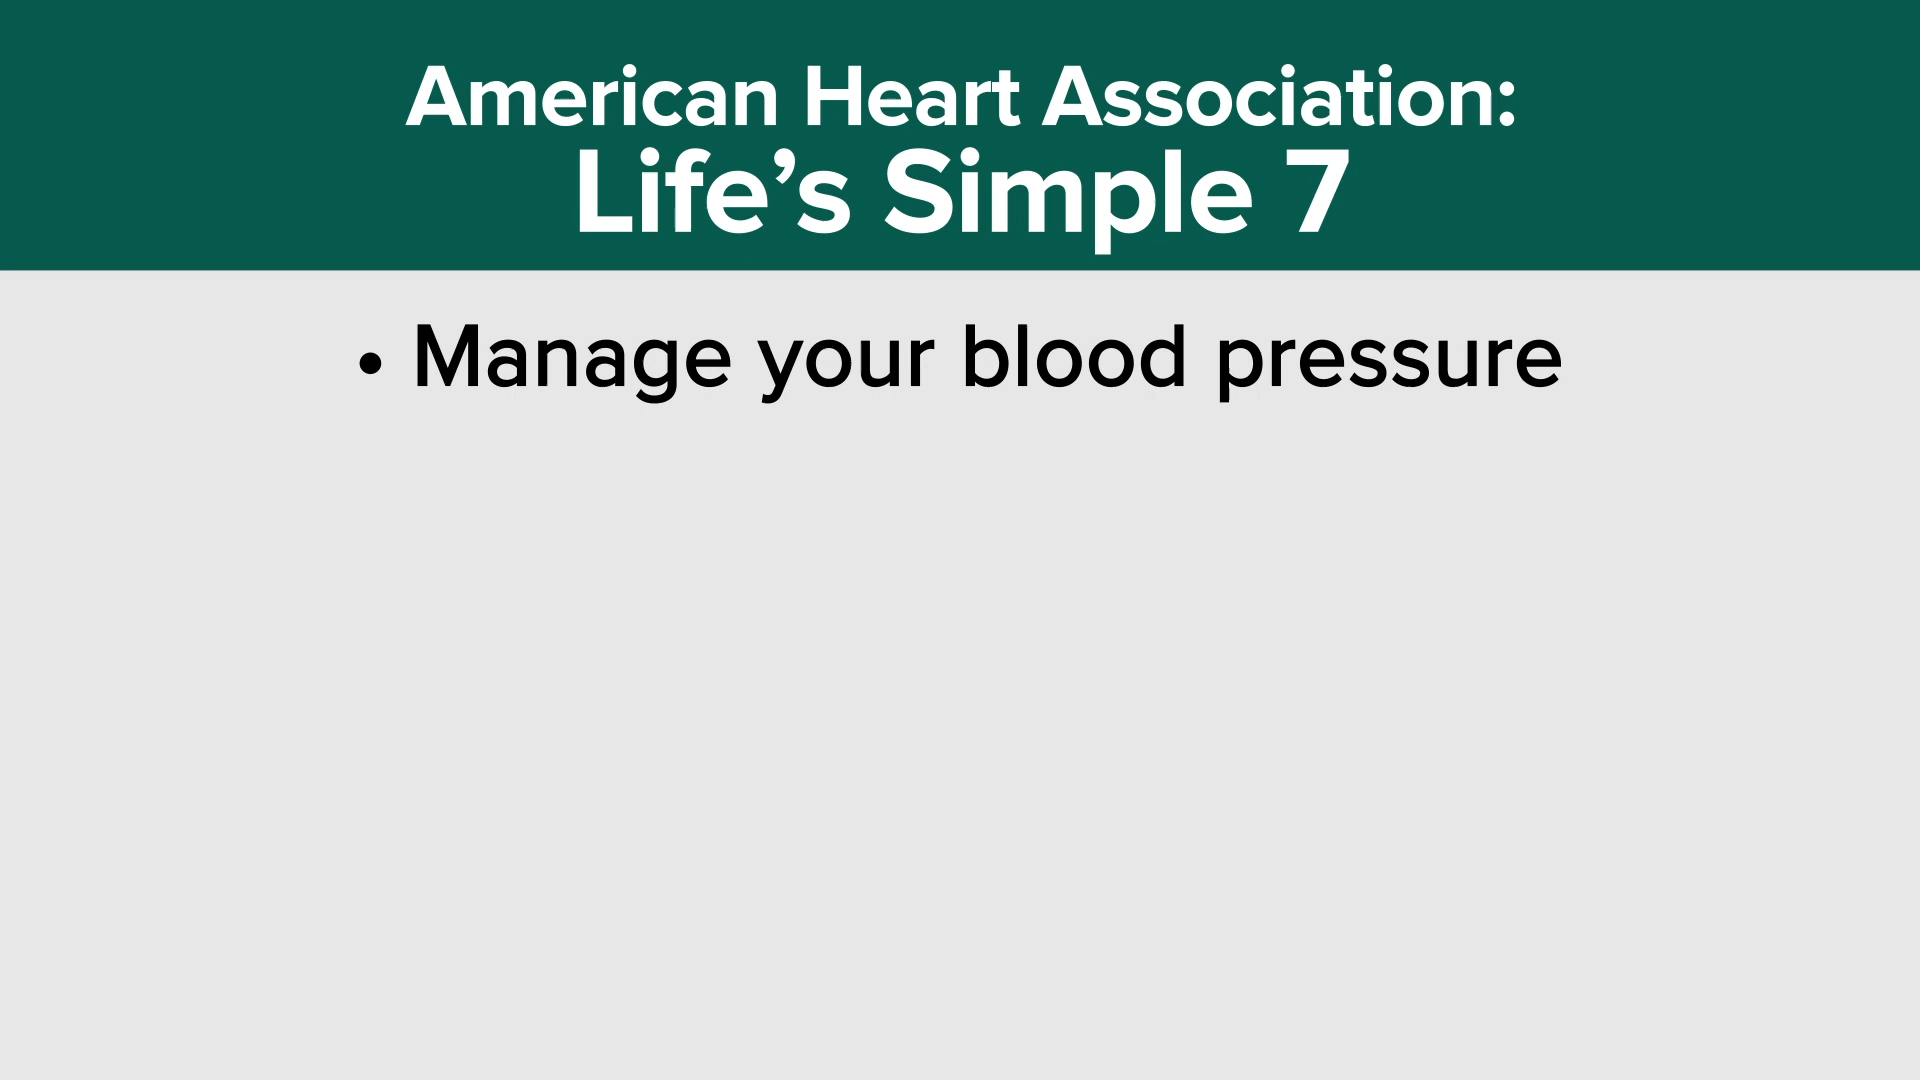 American Heart Association:
Life’s Simple 7
• Manage your blood pressure